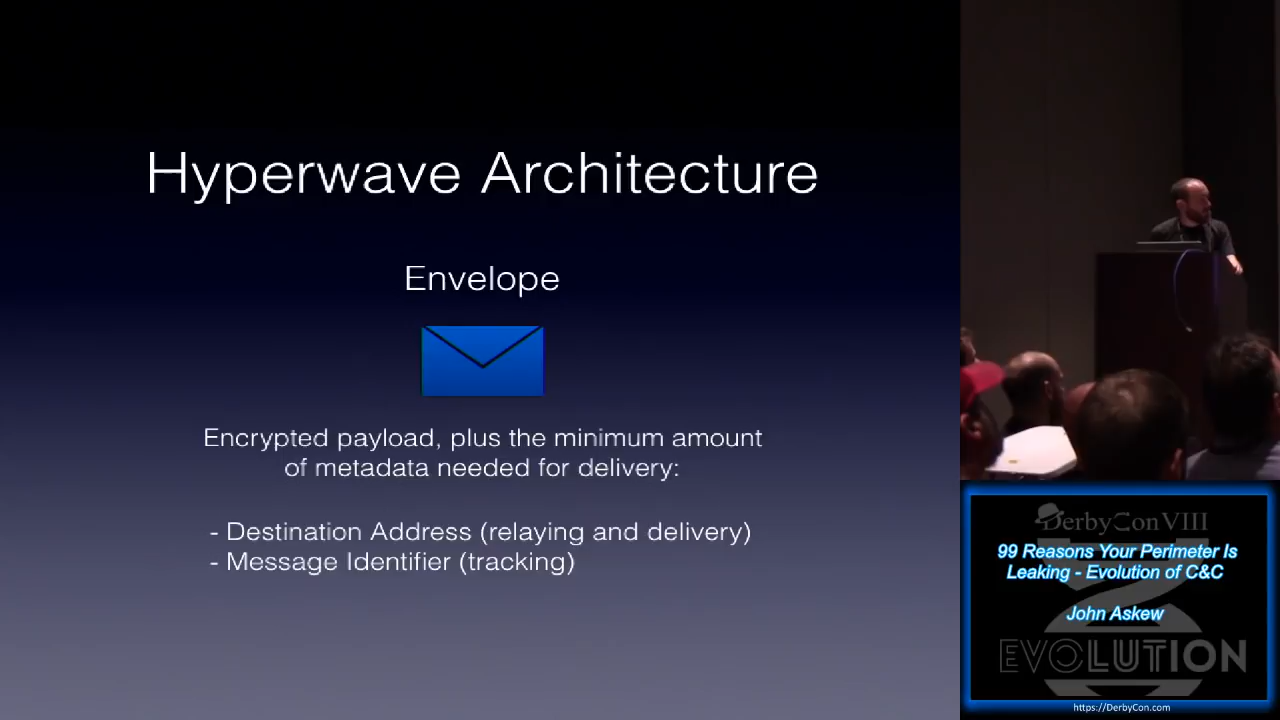 Hyperwave Architecture
Envelope
Encrypted payload, plus the minimum amount
of metadata needed for delivery:
- Destination Address (relaying and delivery)
- Message Identifier (tracking)
DerbyCon VIII
99 Reasons Your Perimeter Is
Leaking - Evolution of C&C
John Askew
EVOLUTION
https://DerbyCon.com